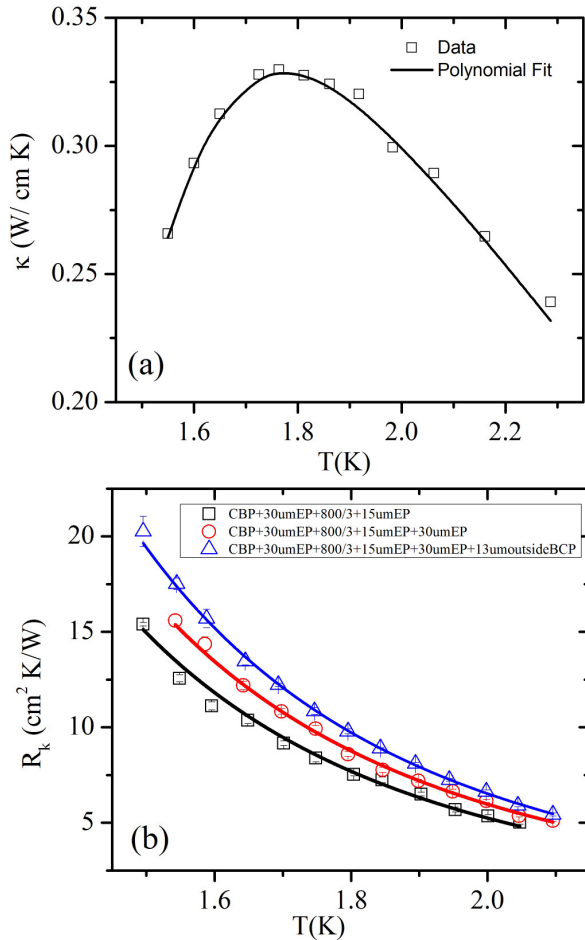 (a)
0.35
0.30
0.25
0.20
κ (W/ cm K)
Data
Polynomial Fit
1.6 1.8 2.0 2.2
T(K)
(b)
20
15
10
5
R_k (cm² K/W)
CBP+30umEP+800/3+15umEP
CBP+30umEP+800/3+15umEP+30umEP
CBP+30umEP+800/3+15umEP+30umEP+13umoutsideBCP
1.6 1.8 2.0
T(K)